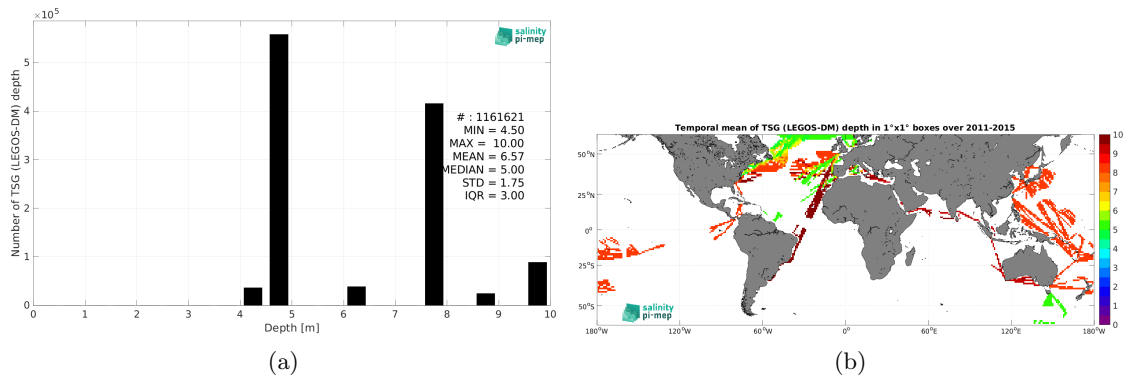 ×10⁵
salinity
pi-mep
5
4
3
2
1
0
Number of TSG (LEGOS-DM) depth
# : 1161621
MIN = 4.50
MAX = 10.00
MEAN = 6.57
MEDIAN = 5.00
STD = 1.75
IQR = 3.00
0 1 2 3 4 5 6 7 8 9 10
Depth [m]
(a)
Temporal mean of TSG (LEGOS-DM) depth in 1°x1° boxes over 2011-2015
50°N
25°N
0°
25°S
50°S
salinity
pi-mep
180°W 120°W 60°W 0° 60°E 120°E 180°W
10
9
8
7
6
5
4
3
2
1
0
(b)